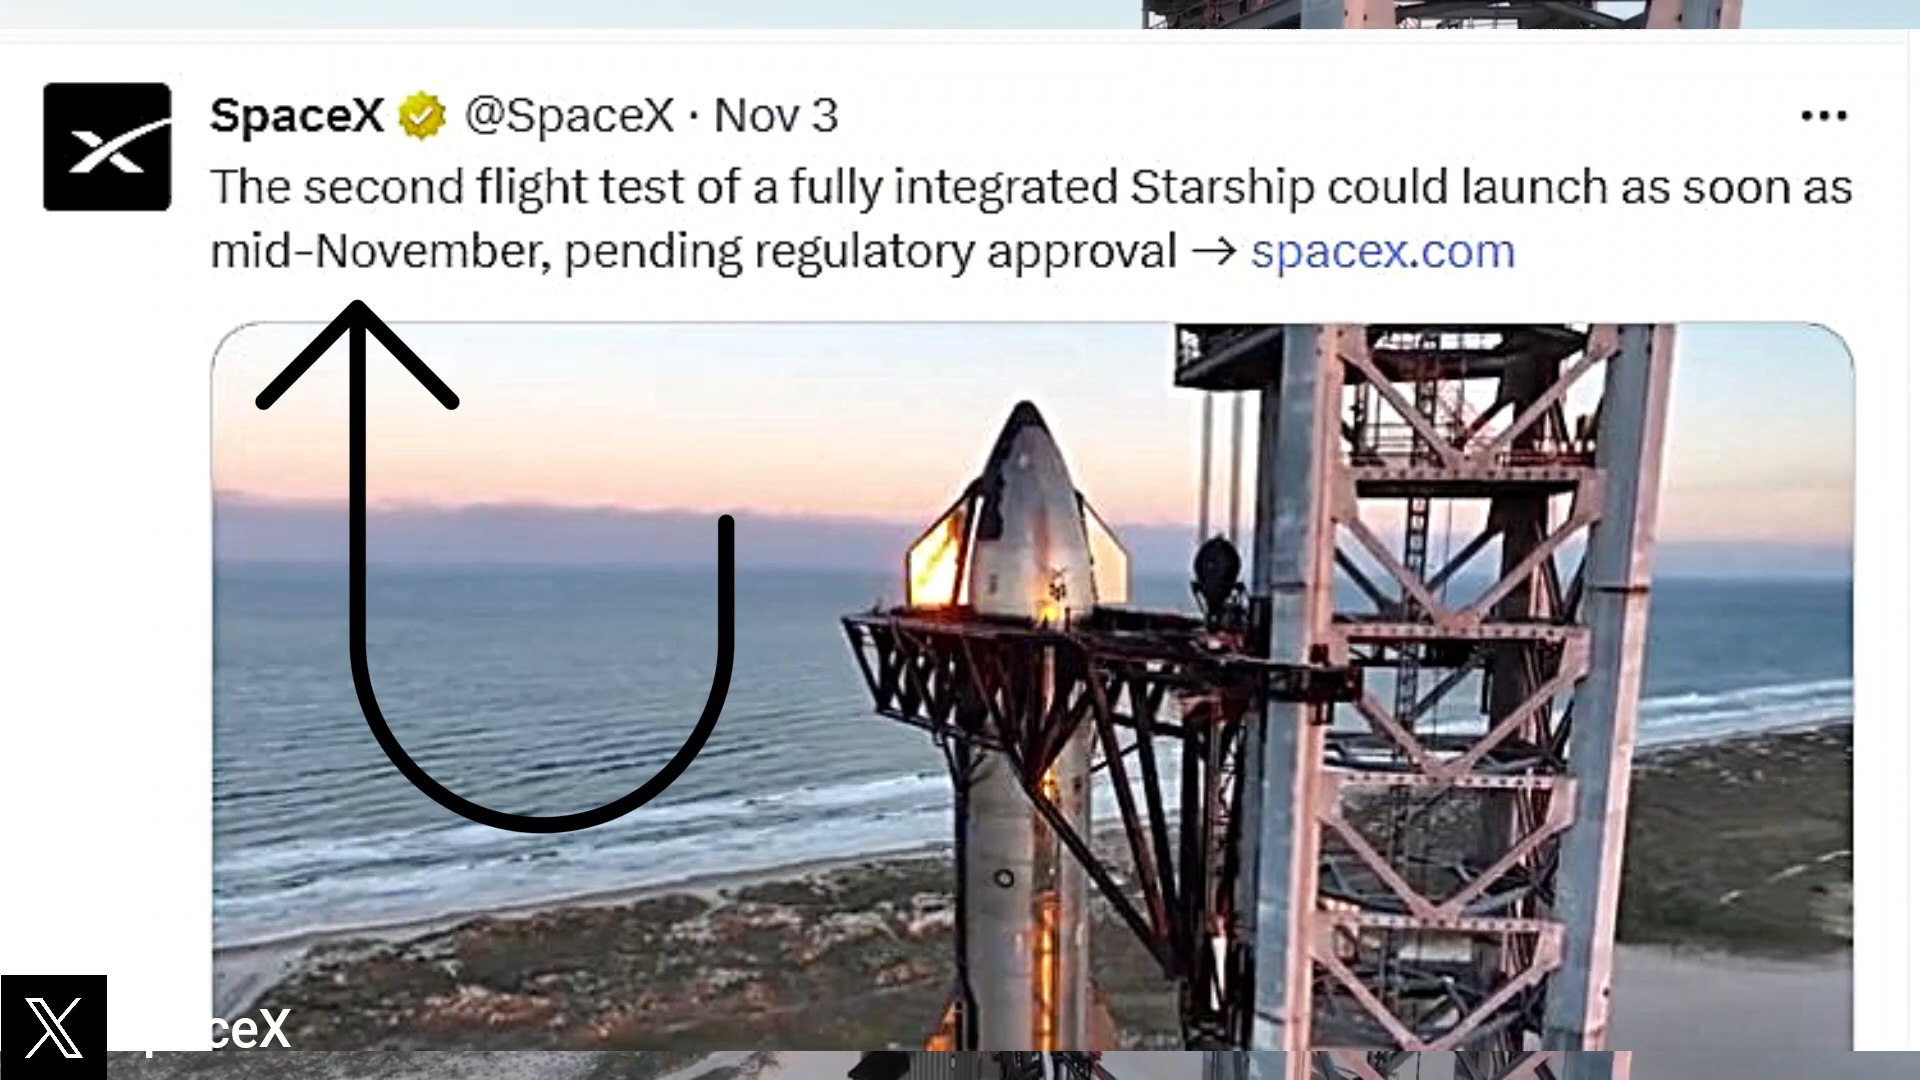 SpaceX @SpaceX · Nov 3
The second flight test of a fully integrated Starship could launch as soon as
mid-November, pending regulatory approval → spacex.com
ceX